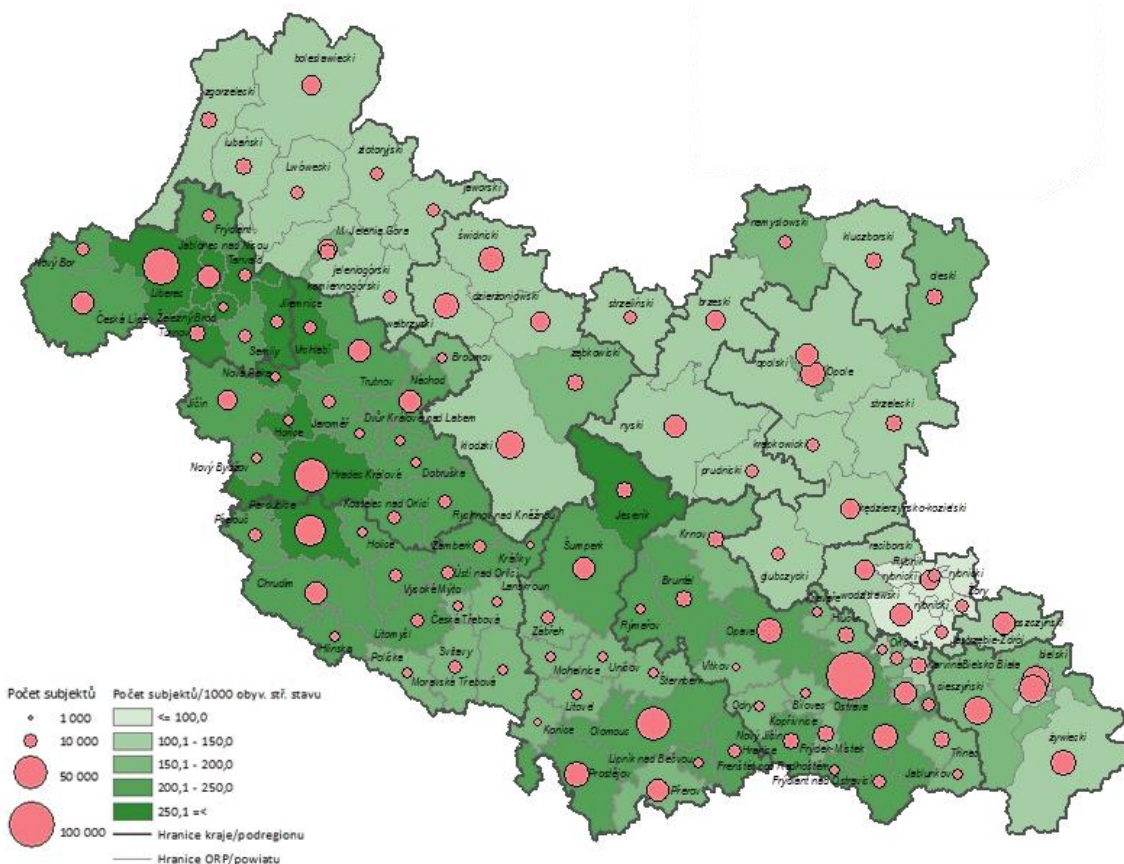 bolesławiecki
zgorzelecki
lubański
złotoryjski
Lwówecki
jaworski
namysłowski
kluczborski
Frýdlant
M. Jelenia Góra
świdnicki
oleski
Nový Bor
Jablonec nad Nisou
Tanvald
jeleniogórski
kamiennogórski
dzierżoniowski
strzeliński
brzeski
Liberec
Česká Lípa
Železný Brod
Jilemnice
Turnov
wałbrzyski
Semily
Vrchlabí
Broumov
ząbkowicki
opolski
Opole
Nová Paka
Trutnov
Náchod
strzelecki
Jičín
Dvůr Králové nad Labem
Jaroměř
Hořice
kłodzki
nyski
krapkowicki
Nový Bydžov
Hradec Králové
Dobruška
prudnicki
Pardubice
Kostelec nad Orlicí
Rychnov nad Kněžnou
Jeseník
kędzierzyńsko-kozielski
Přelouč
Holice
Žamberk
Králíky
Šumperk
Krnov
raciborski
Rybnik
rybnicki
rybnicki
Chrudim
Ústí nad Orlicí
Lanškroun
głubczycki
wodzisławski
rybnicki
Żory
Vysoké Mýto
Česká Třebová
Bruntál
Jastrzębie-Zdrój
pszczyński
Hlinsko
Litomyšl
Zábřeh
Rýmařov
Opava
Hlučín
Orlová
Polička
Svitavy
Moravská Třebová
Mohelnice
Uničov
Šternberk
Vítkov
Karviná
Bielsko Biała
bielski
cieszyński
Litovel
Bílovec
Ostrava
Odry
Kopřivnice
Konice
Olomouc
Nový Jičín
Frýdek-Místek
żywiecki
Lipník nad Bečvou
Hranice
Frenštát pod Radhoštěm
Třinec
Prostějov
Přerov
Frýdlant nad Ostravicí
Jablunkov
Počet subjektů
1 000
10 000
50 000
100 000
Počet subjektů/1000 obyv. stř. stavu
<= 100,0
100,1 - 150,0
150,1 - 200,0
200,1 - 250,0
250,1 =<
Hranice kraje/podregionu
Hranice ORP/powiatu